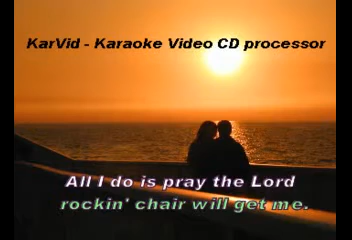 KarVid - Karaoke Video CD processor
All I do is pray the Lord
rockin' chair will get me.